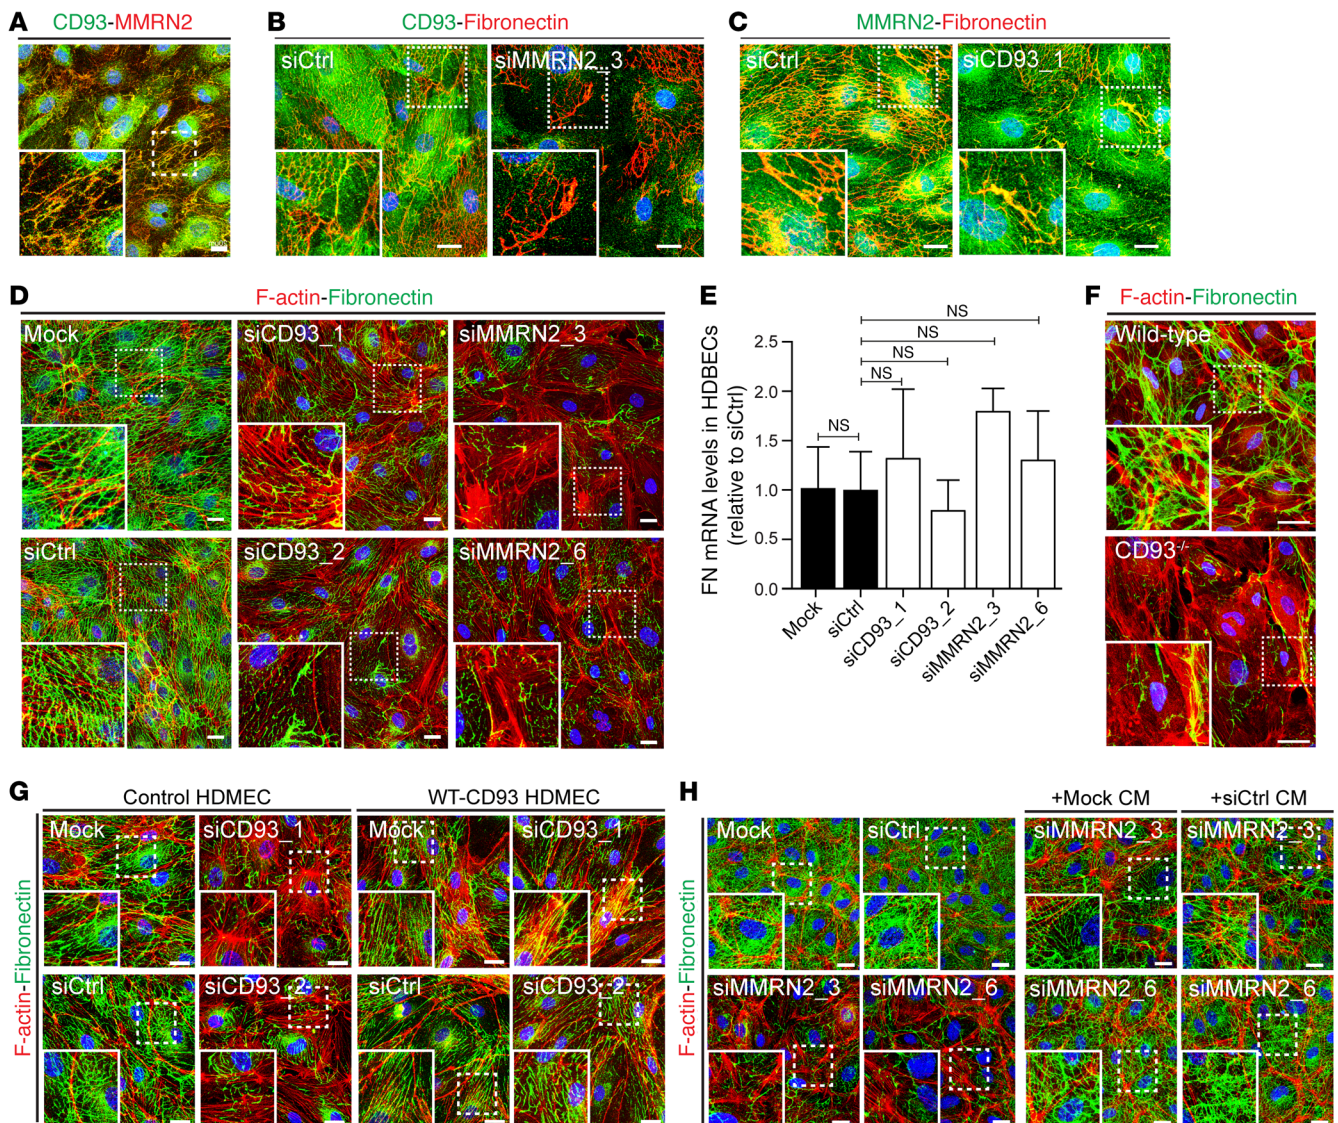 A
CD93-MMRN2
B
CD93-Fibronectin
siCtrl
siMMRN2_3
C
MMRN2-Fibronectin
siCtrl
siCD93_1
D
F-actin-Fibronectin
Mock
siCD93_1
siMMRN2_3
siCtrl
siCD93_2
siMMRN2_6
E
FN mRNA levels in HDBECs
(relative to siCtrl)
2.5
2.0
1.5
1.0
0.5
0.0
NS
NS
NS
NS
NS
Mock
siCtrl
siCD93_1
siCD93_2
siMMRN2_3
siMMRN2_6
F
F-actin-Fibronectin
Wild-type
CD93-/-
G
Control HDMEC
WT-CD93 HDMEC
F-actin-Fibronectin
Mock
siCD93_1
Mock
siCD93_1
siCtrl
siCD93_2
siCtrl
siCD93_2
H
+Mock CM
+siCtrl CM
F-actin-Fibronectin
Mock
siCtrl
siMMRN2_3
siMMRN2_3
siMMRN2_3
siMMRN2_6
siMMRN2_6
siMMRN2_6